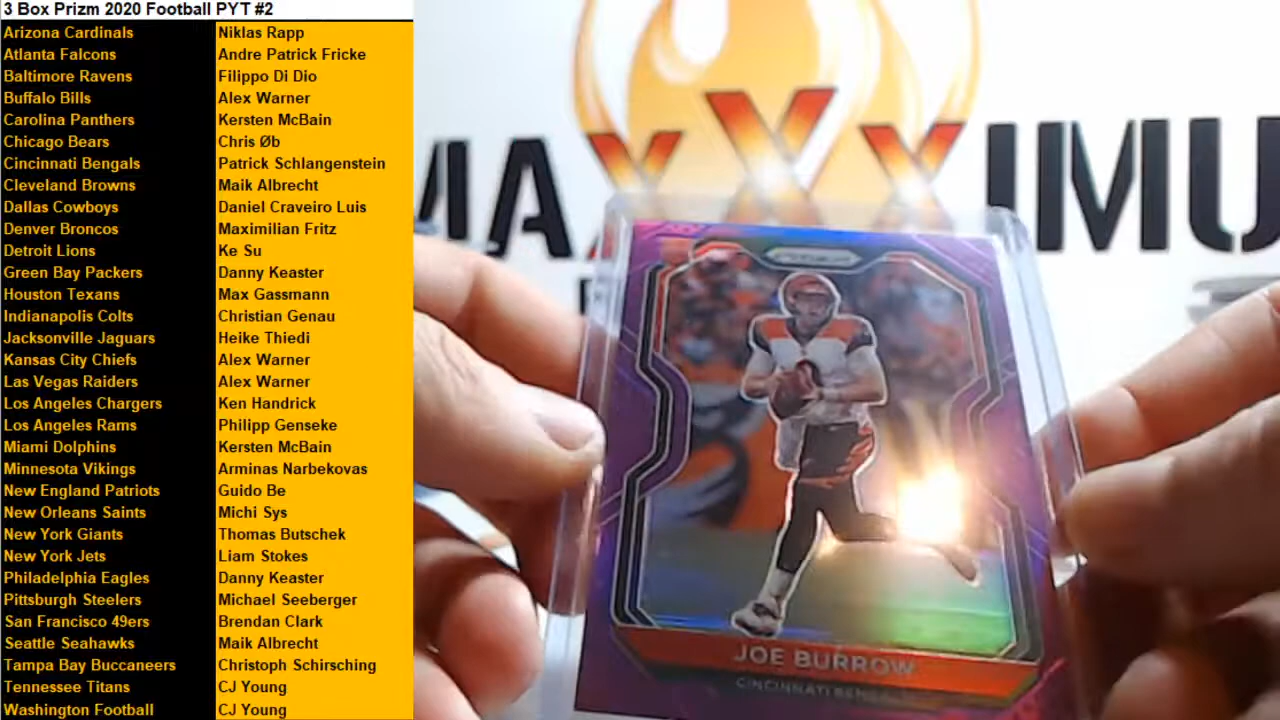 3 Box Prizm 2020 Football PYT #2
Arizona Cardinals Niklas Rapp
Atlanta Falcons Andre Patrick Fricke
Baltimore Ravens Filippo Di Dio
Buffalo Bills Alex Warner
Carolina Panthers Kersten McBain
Chicago Bears Chris Øb
Cincinnati Bengals Patrick Schlangenstein
Cleveland Browns Maik Albrecht
Dallas Cowboys Daniel Craveiro Luis
Denver Broncos Maximilian Fritz
Detroit Lions Ke Su
Green Bay Packers Danny Keaster
Houston Texans Max Gassmann
Indianapolis Colts Christian Genau
Jacksonville Jaguars Heike Thiedi
Kansas City Chiefs Alex Warner
Las Vegas Raiders Alex Warner
Los Angeles Chargers Ken Handrick
Los Angeles Rams Philipp Genseke
Miami Dolphins Kersten McBain
Minnesota Vikings Arminas Narbekovas
New England Patriots Guido Be
New Orleans Saints Michi Sys
New York Giants Thomas Butschek
New York Jets Liam Stokes
Philadelphia Eagles Danny Keaster
Pittsburgh Steelers Michael Seeberger
San Francisco 49ers Brendan Clark
Seattle Seahawks Maik Albrecht
Tampa Bay Buccaneers Christoph Schirsching
Tennessee Titans CJ Young
Washington Football CJ Young
MAXXXIMU
PRIZM
JOE BURROW
CINCINNATI BENGALS